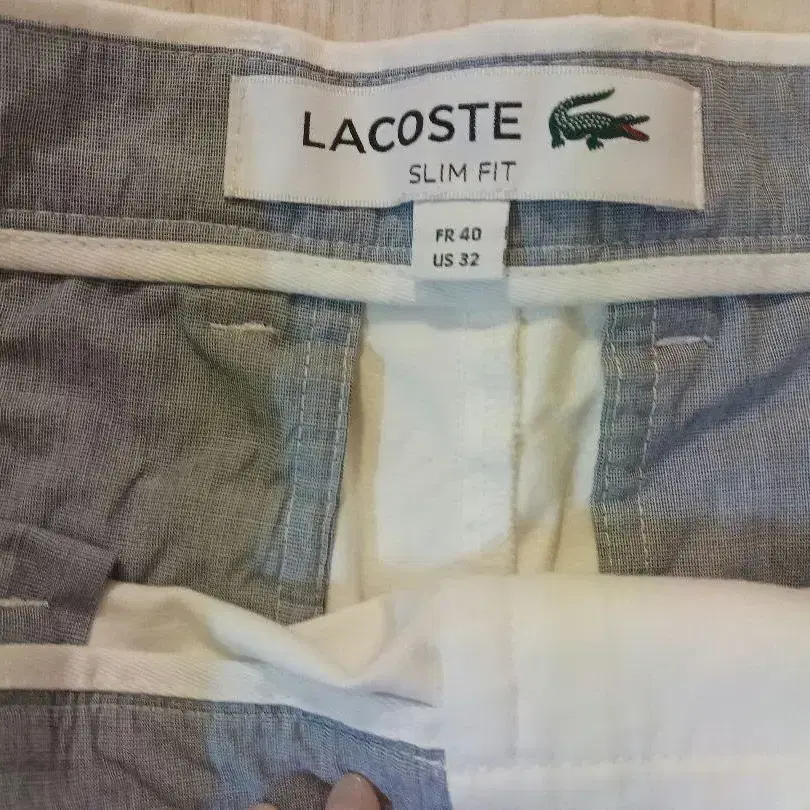 LACOSTE
SLIM FIT
FR 40
US 32